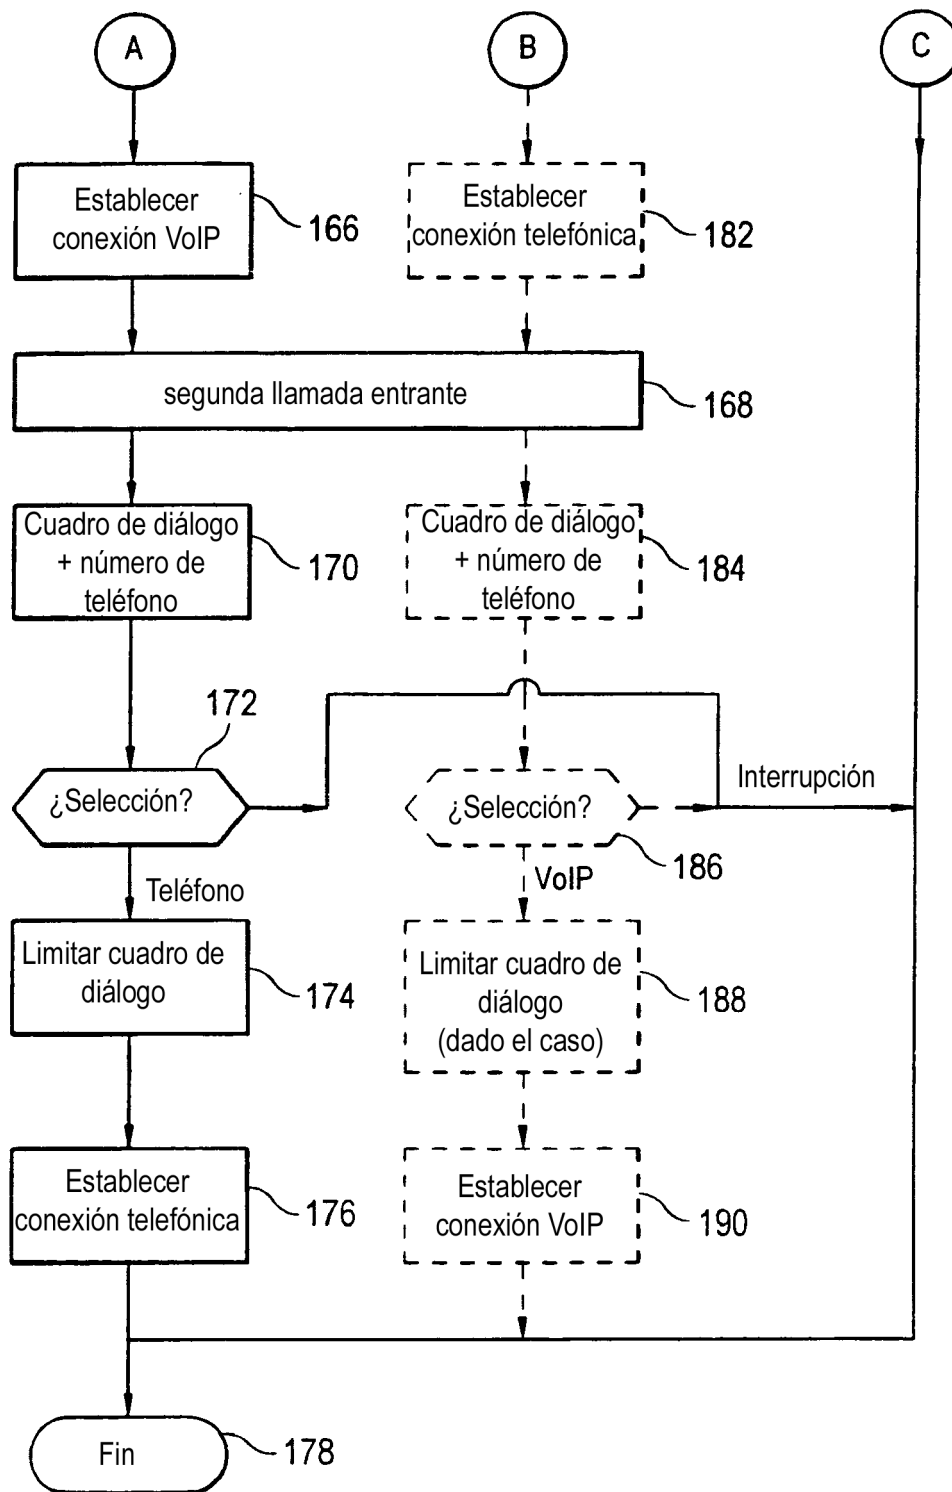 A
B
C
Establecer
conexión VoIP
166
Establecer
conexión telefónica
182
segunda llamada entrante
168
Cuadro de diálogo
+ número de
teléfono
170
Cuadro de diálogo
+ número de
teléfono
184
172
¿Selección?
¿Selección?
186
Interrupción
Teléfono
VoIP
Limitar cuadro de
diálogo
174
Limitar cuadro de
diálogo
(dado el caso)
188
Establecer
conexión telefónica
176
Establecer
conexión VoIP
190
Fin
178